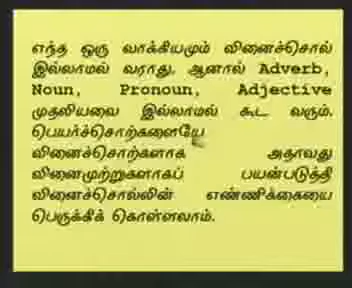 எந்த ஒரு வாக்கியமும் வினைச்சொல்
இல்லாமல் வராது. ஆனால் Adverb,
Noun, Pronoun, Adjective
முதலியவை இல்லாமல் கூட வரும்.
பெயர்ச்சொற்களையே
வினைச்சொற்களாக அதாவது
வினைமுற்றுகளாகப் பயன்படுத்தி
வினைச்சொல்லின் எண்ணிக்கையை
பெருக்கிக் கொள்ளலாம்.